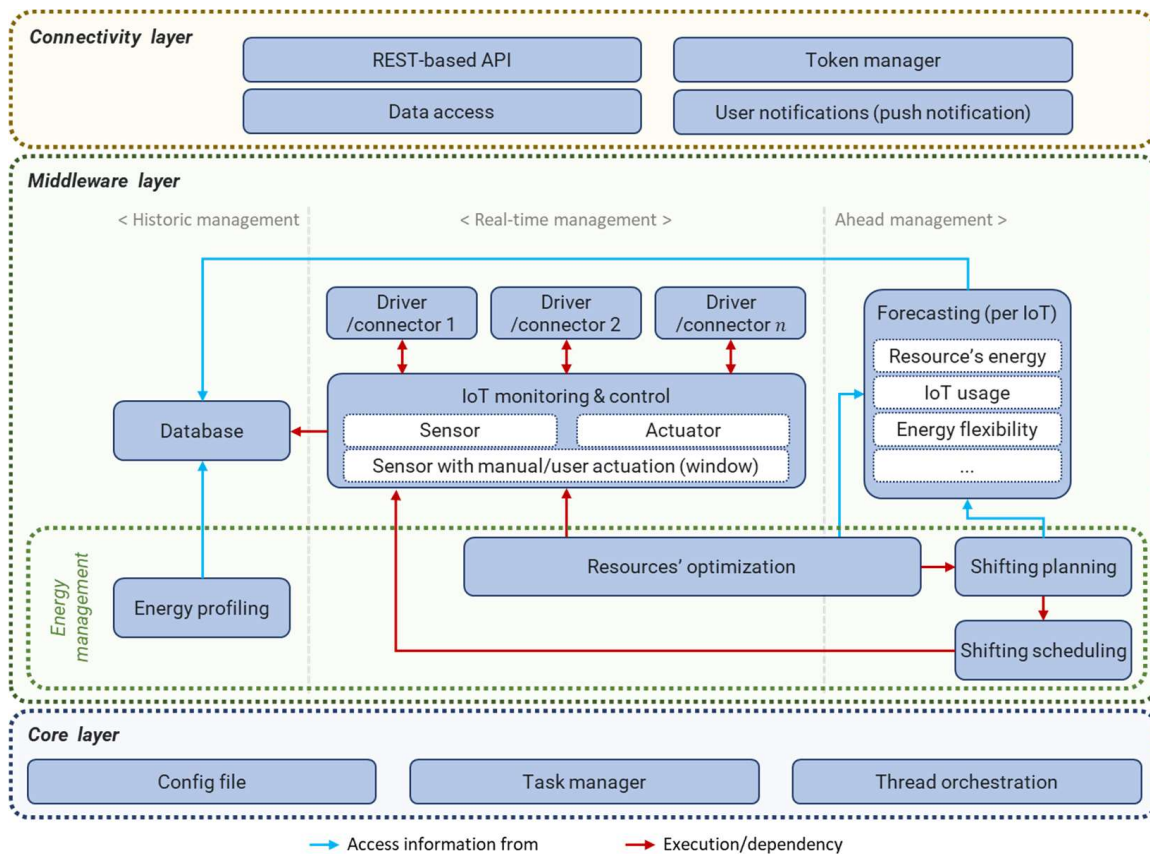 Connectivity layer
REST-based API
Token manager
Data access
User notifications (push notification)
Middleware layer
< Historic management
< Real-time management >
Ahead management >
Driver
/connector 1
Driver
/connector 2
Driver
/connector n
Forecasting (per IoT)
Resource's energy
IoT usage
Energy flexibility
...
IoT monitoring & control
Sensor
Actuator
Sensor with manual/user actuation (window)
Database
Energy
management
Energy profiling
Resources' optimization
Shifting planning
Shifting scheduling
Core layer
Config file
Task manager
Thread orchestration
Access information from
Execution/dependency